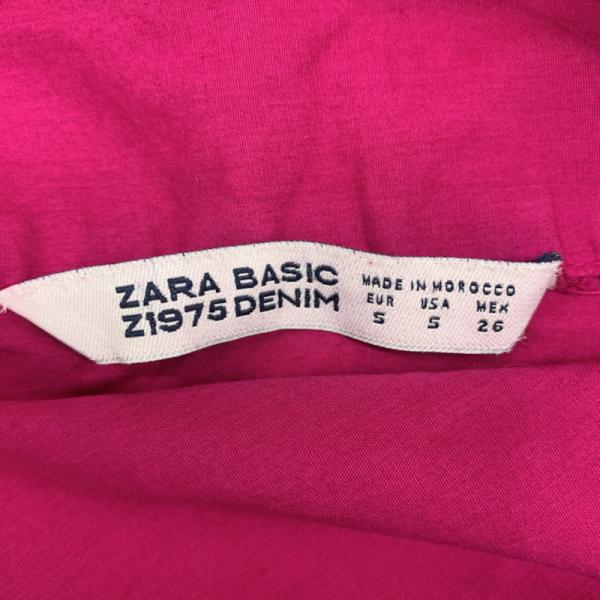 ZARA BASIC
Z1975 DENIM
MADE IN MOROCCO
EUR USA MEX
S S 26